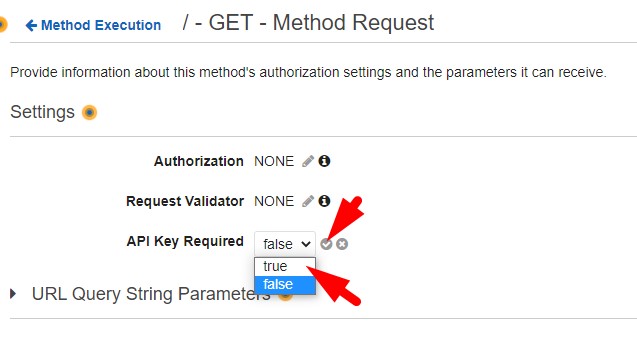 Method Execution / - GET - Method Request
Provide information about this method's authorization settings and the parameters it can receive.
Settings
Authorization NONE
Request Validator NONE
API Key Required false
true
false
URL Query String Parameters